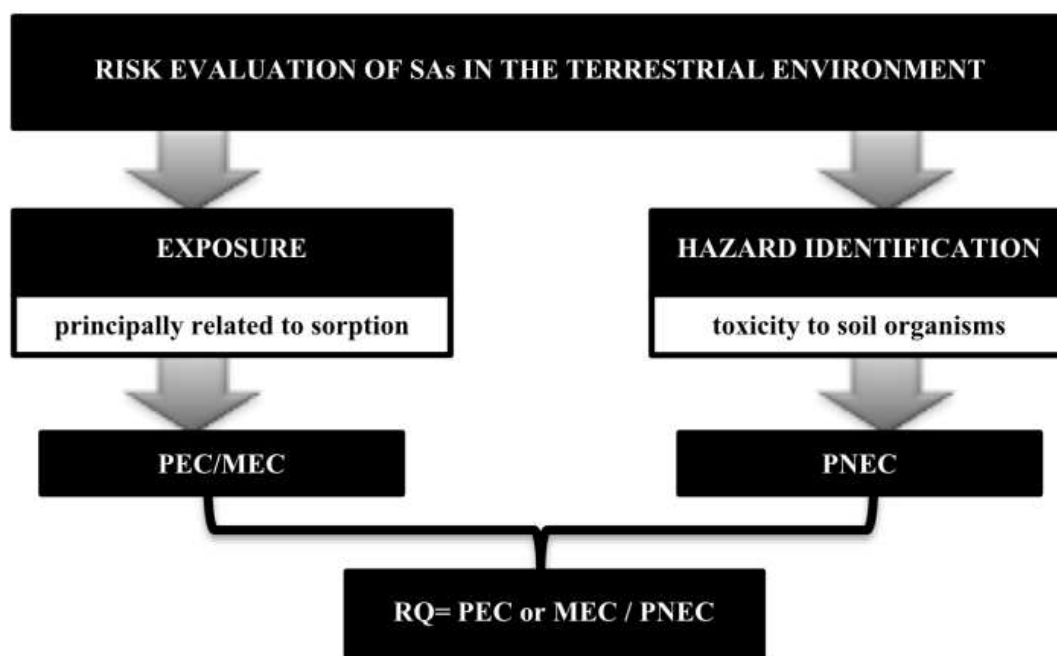 RISK EVALUATION OF SAs IN THE TERRESTRIAL ENVIRONMENT
EXPOSURE
principally related to sorption
HAZARD IDENTIFICATION
toxicity to soil organisms
PEC/MEC
PNEC
RQ= PEC or MEC / PNEC